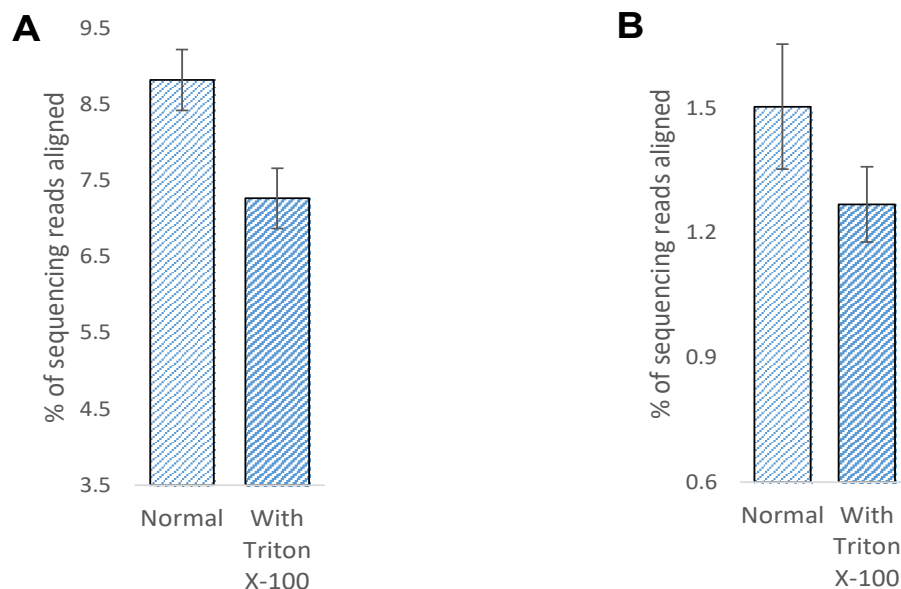 A
% of sequencing reads aligned
9.5
8.5
7.5
6.5
5.5
4.5
3.5
Normal
With
Triton
X-100
B
% of sequencing reads aligned
1.5
1.2
0.9
0.6
Normal
With
Triton
X-100